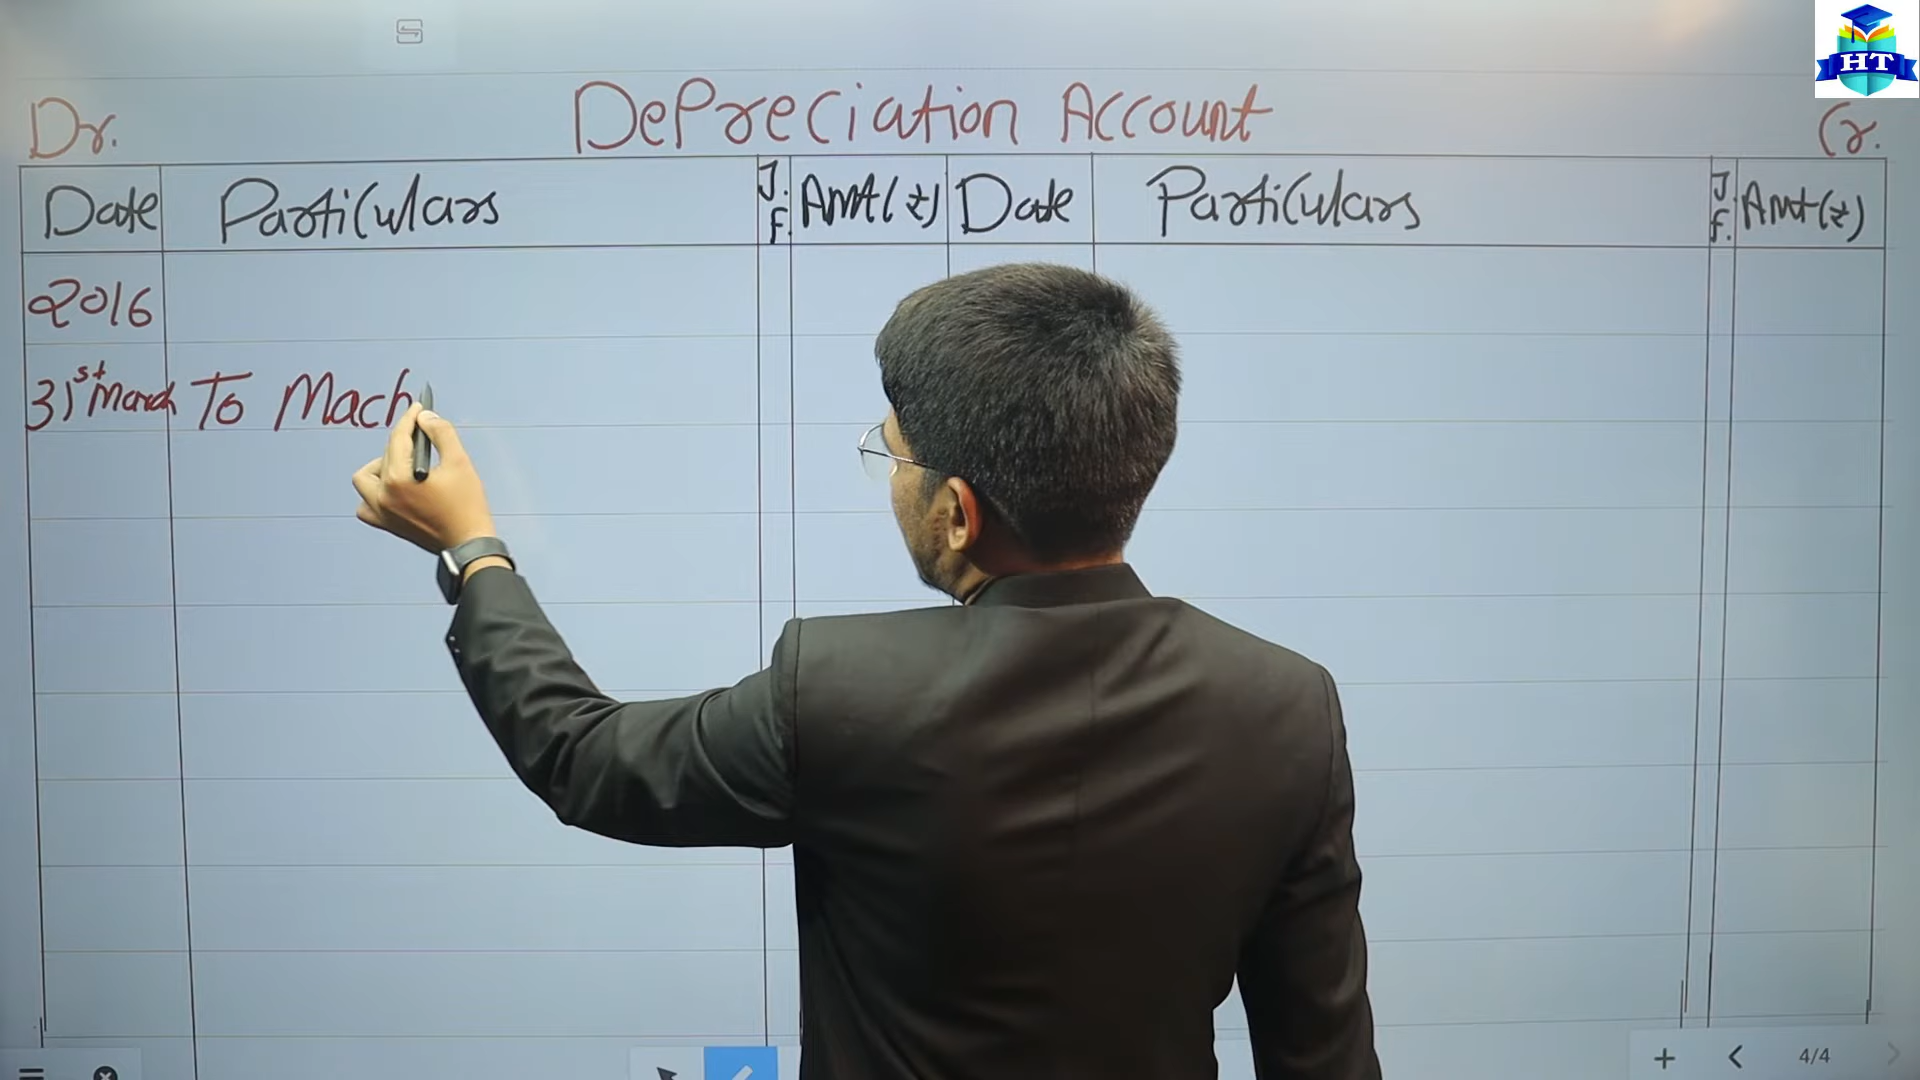 HT
Depreciation Account
Dr. Cr.
Date Particulars J.F. Amt(₹) Date Particulars J.F. Amt(₹)
2016
31st March To Mach
4/4